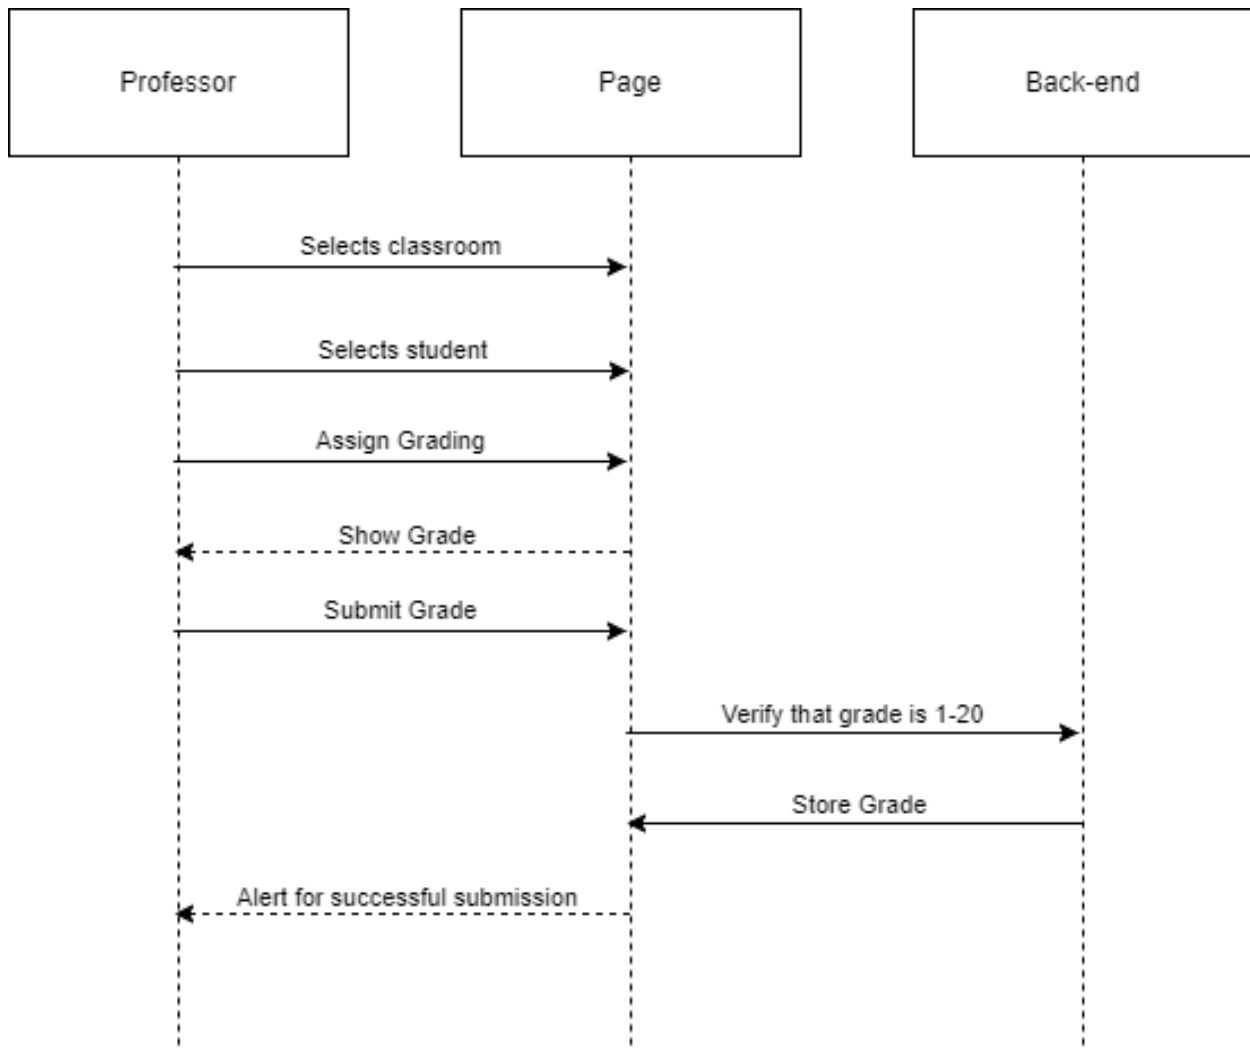 Professor
Page
Back-end
Selects classroom
Selects student
Assign Grading
Show Grade
Submit Grade
Verify that grade is 1-20
Store Grade
Alert for successful submission